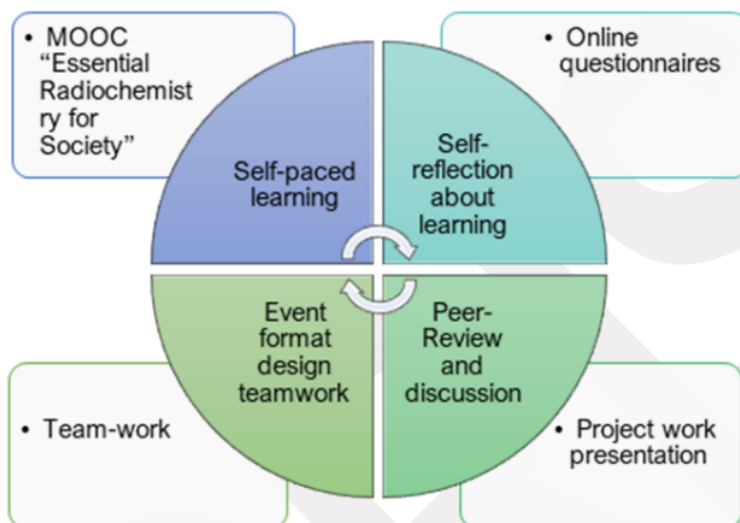 • MOOC
“Essential
Radiochemist
ry for
Society”
• Online
questionnaires
Self-paced
learning
Self-
reflection
about
learning
Event
format
design
teamwork
Peer-
Review
and
discussion
• Team-work
• Project work
presentation